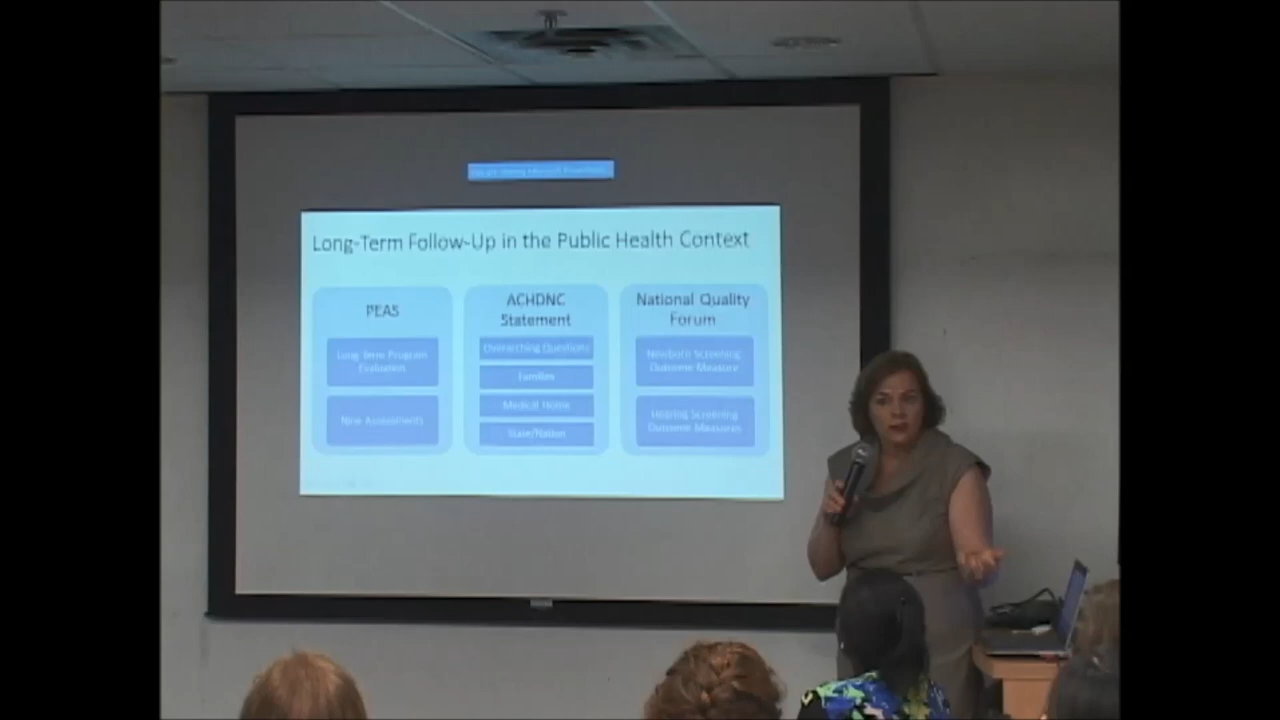 Long-Term Follow-Up in the Public Health Context
PEAS
Long-Term Program
Evaluation
Nine Assessments
ACHDNC
Statement
Overarching Questions
Families
Medical Home
State/Nation
National Quality
Forum
Newborn Screening
Outcome Measure
Hearing Screening
Outcome Measures